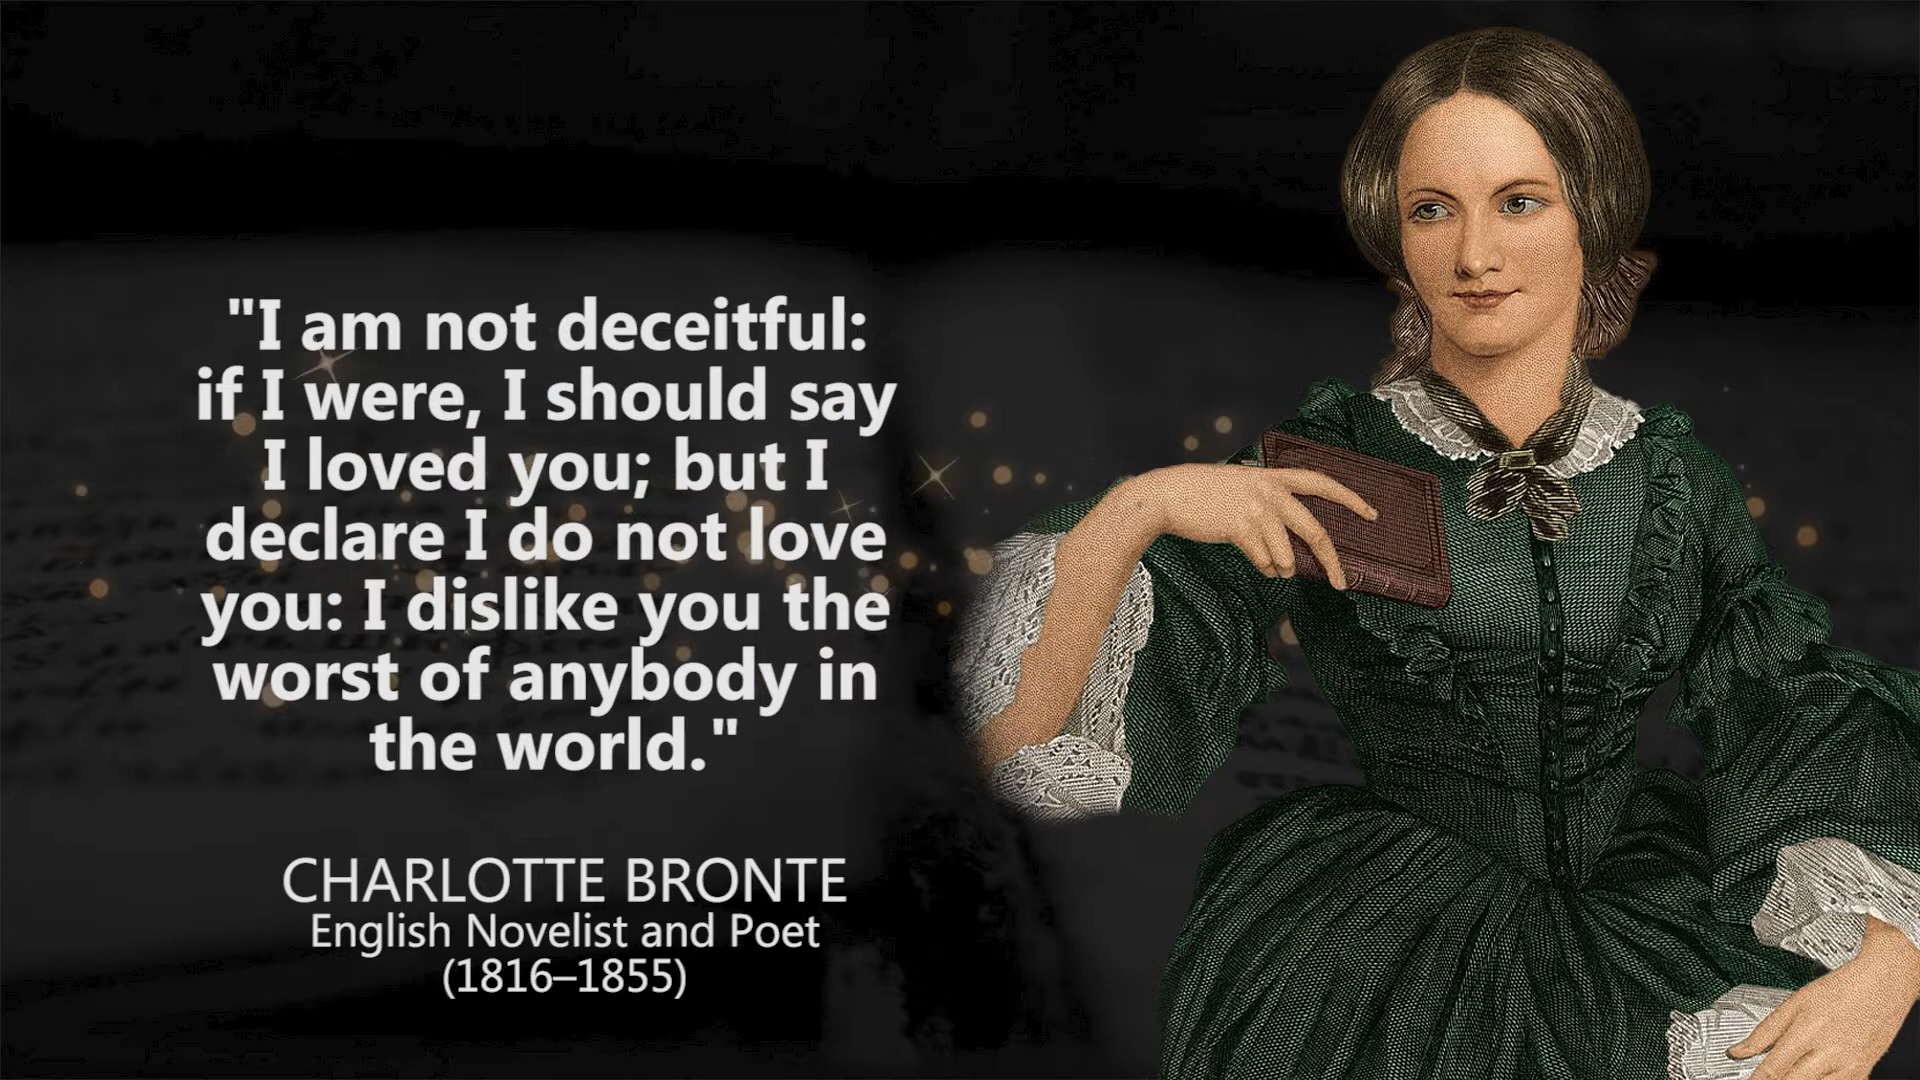 "I am not deceitful:
if I were, I should say
I loved you; but I
declare I do not love
you: I dislike you the
worst of anybody in
the world."
CHARLOTTE BRONTE
English Novelist and Poet
(1816–1855)